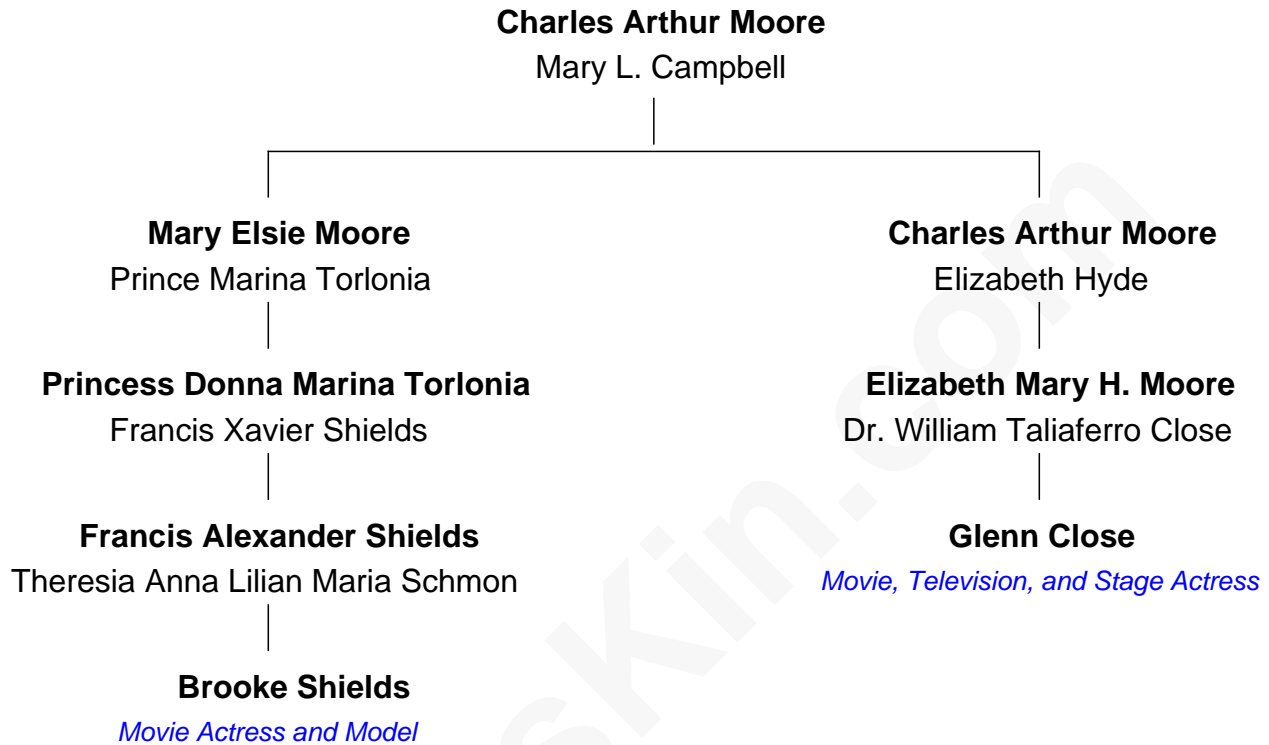 Charles Arthur Moore
Mary L. Campbell
Mary Elsie Moore
Prince Marina Torlonia
Charles Arthur Moore
Elizabeth Hyde
Princess Donna Marina Torlonia
Francis Xavier Shields
Elizabeth Mary H. Moore
Dr. William Taliaferro Close
Francis Alexander Shields
Theresia Anna Lilian Maria Schmon
Glenn Close
Movie, Television, and Stage Actress
Brooke Shields
Movie Actress and Model
sKin.com